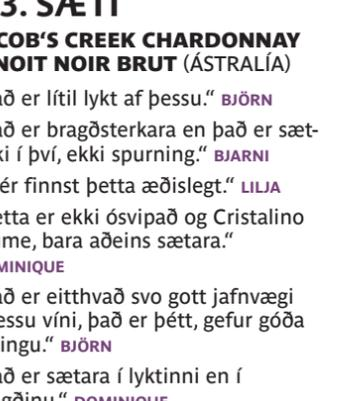 3. SÆTI
COB'S CREEK CHARDONNAY
NOIT NOIR BRUT (ÁSTRALÍA)
að er lítil lykt af þessu.“ BJÖRN
að er bragðsterkara en það er sæt-
ki í því, ekki spurning.“ BJARNI
ér finnst þetta æðislegt.“ LILJA
etta er ekki ósvipað og Cristalino
me, bara aðeins sætara.“
MINIQUE
að er eitthvað svo gott jafnvægi
essu víni, það er þétt, gefur góða
ingu.“ BJÖRN
að er sætara í lyktinni en í
gðinu.“ DOMINIQUE